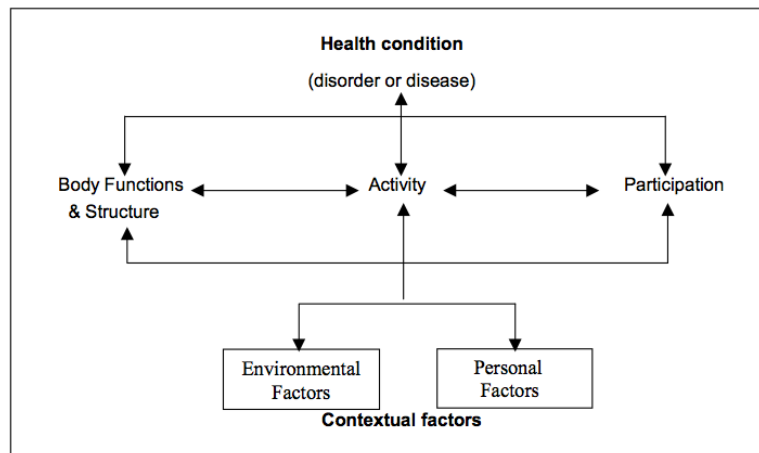 Health condition
(disorder or disease)
Body Functions
& Structure
Activity
Participation
Environmental
Factors
Personal
Factors
Contextual factors